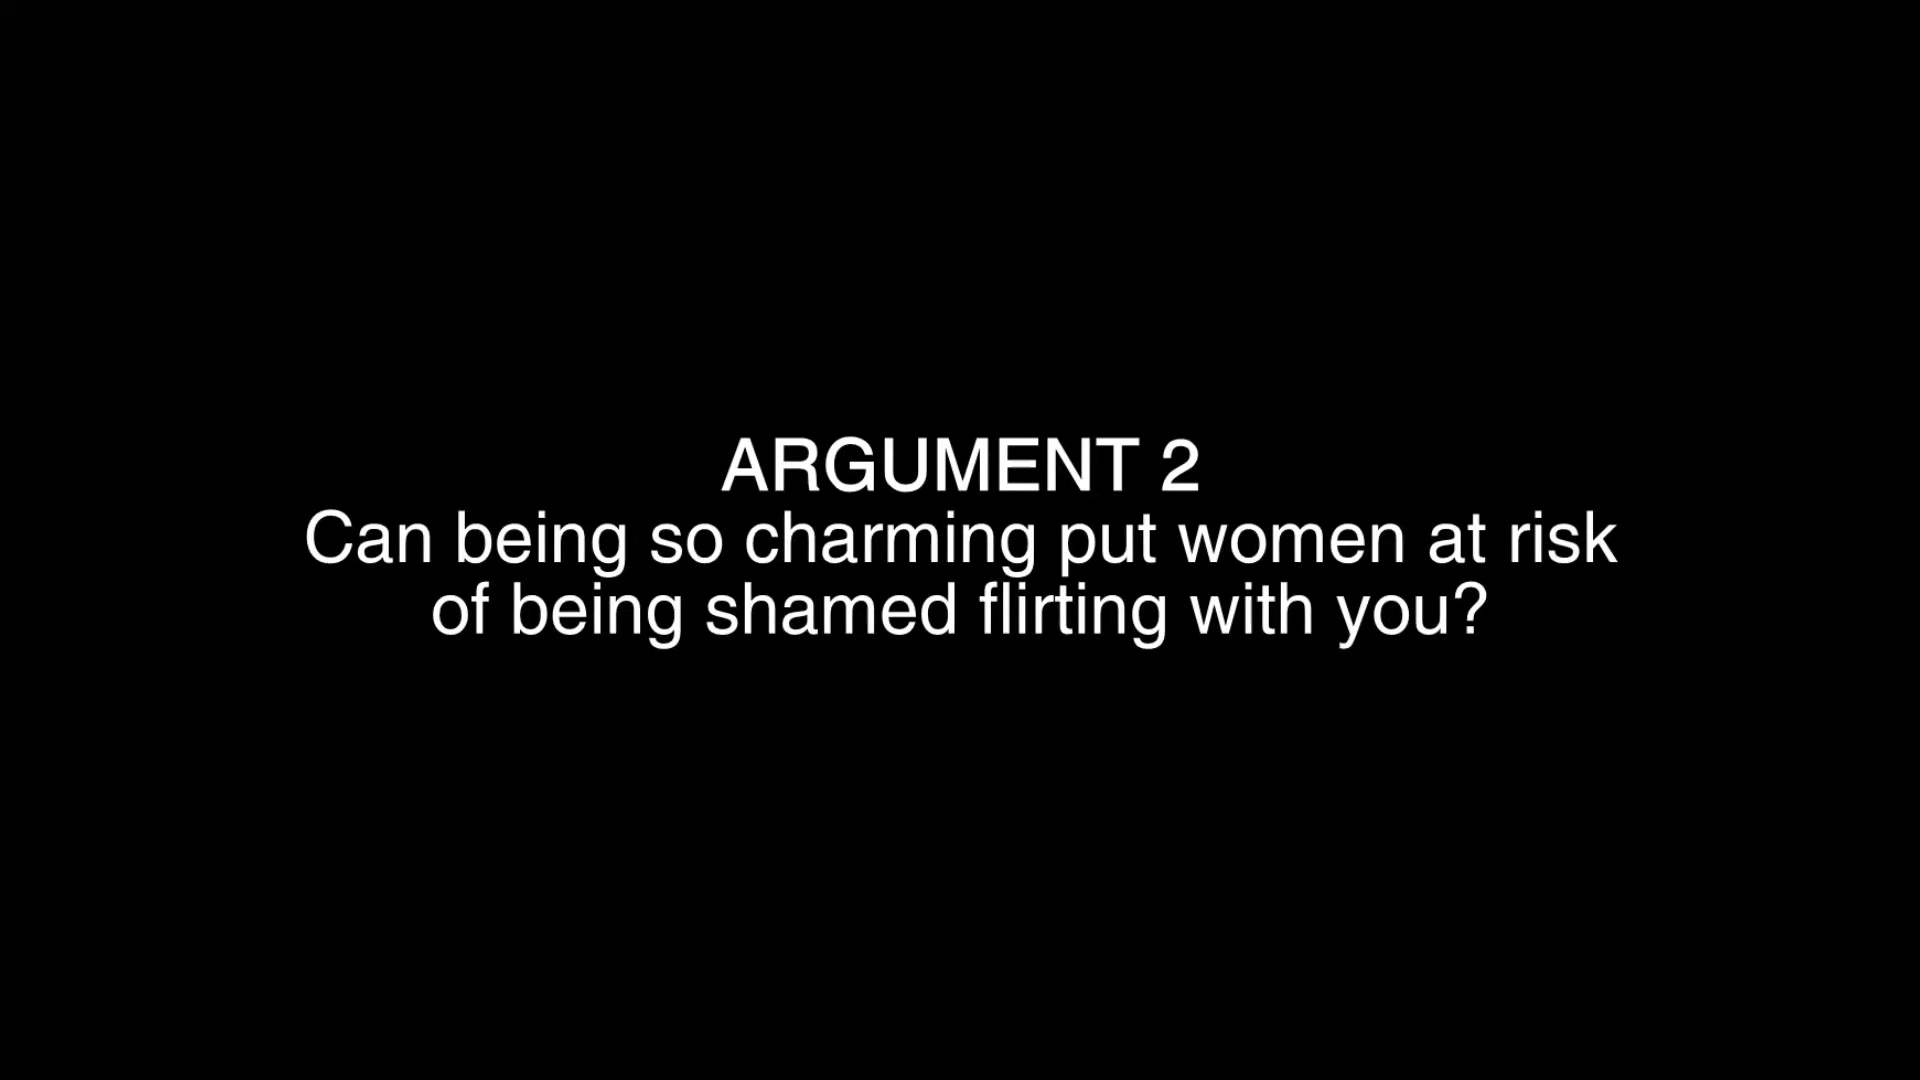 ARGUMENT 2
Can being so charming put women at risk
of being shamed flirting with you?